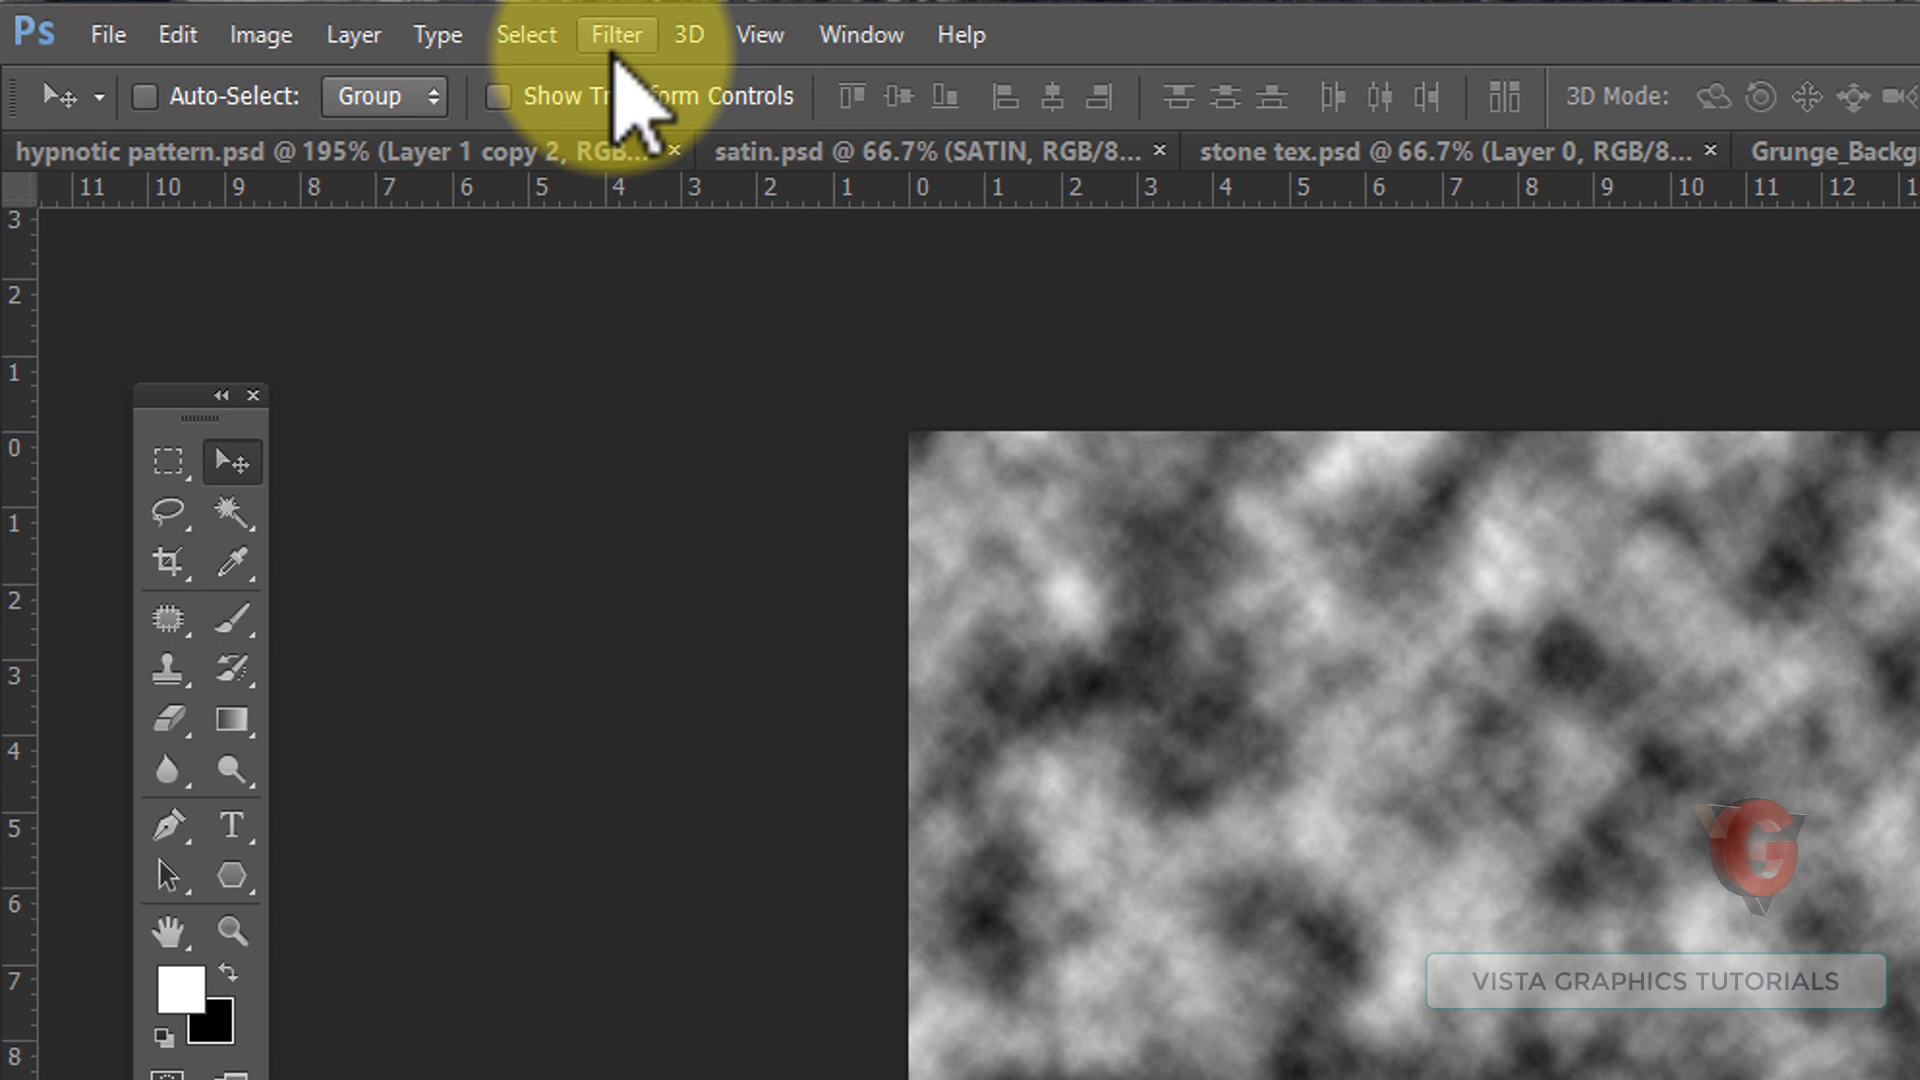 Ps File Edit Image Layer Type Select Filter 3D View Window Help
Auto-Select: Group Show Transform Controls 3D Mode:
hypnotic pattern.psd @ 195% (Layer 1 copy 2, RGB... × satin.psd @ 66.7% (SATIN, RGB/8... × stone tex.psd @ 66.7% (Layer 0, RGB/8... × Grunge_Backg
11 10 9 8 7 6 5 4 3 2 1 0 1 2 3 4 5 6 7 8 9 10 11 12 1
3
2
1
0
1
2
3
4
5
6
7
8
T
G
VISTA GRAPHICS TUTORIALS